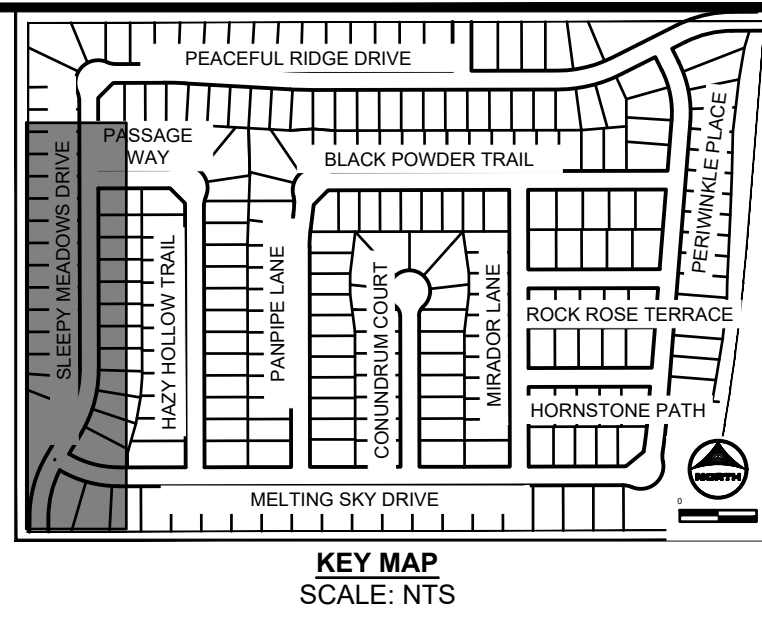 PEACEFUL RIDGE DRIVE
PASSAGE
WAY
BLACK POWDER TRAIL
SLEEPY MEADOWS DRIVE
HAZY HOLLOW TRAIL
PANPIPE LANE
CONUNDRUM COURT
MIRADOR LANE
PERIWINKLE PLACE
ROCK ROSE TERRACE
HORNSTONE PATH
MELTING SKY DRIVE
NORTH
0
KEY MAP
SCALE: NTS